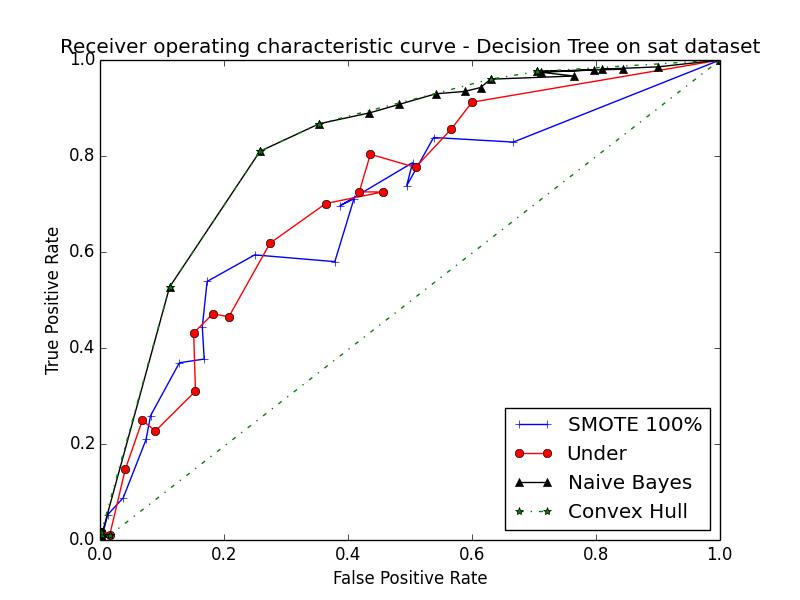 Receiver operating characteristic curve - Decision Tree on sat dataset
1.0
0.8
0.6
0.4
0.2
0.0
True Positive Rate
SMOTE 100%
Under
Naive Bayes
Convex Hull
0.0 0.2 0.4 0.6 0.8 1.0
False Positive Rate